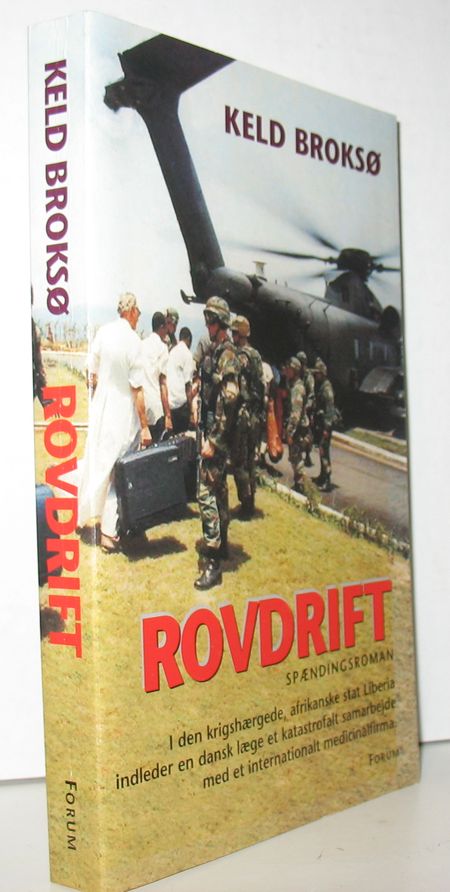 KELD BROKSØ
ROVDRIFT
FORUM
KELD BROKSØ
ROVDRIFT
SPÆNDINGSROMAN
I den krigshærgede, afrikanske stat Liberia
indleder en dansk læge et katastrofalt samarbejde
med et internationalt medicinalfirma.
FORUM